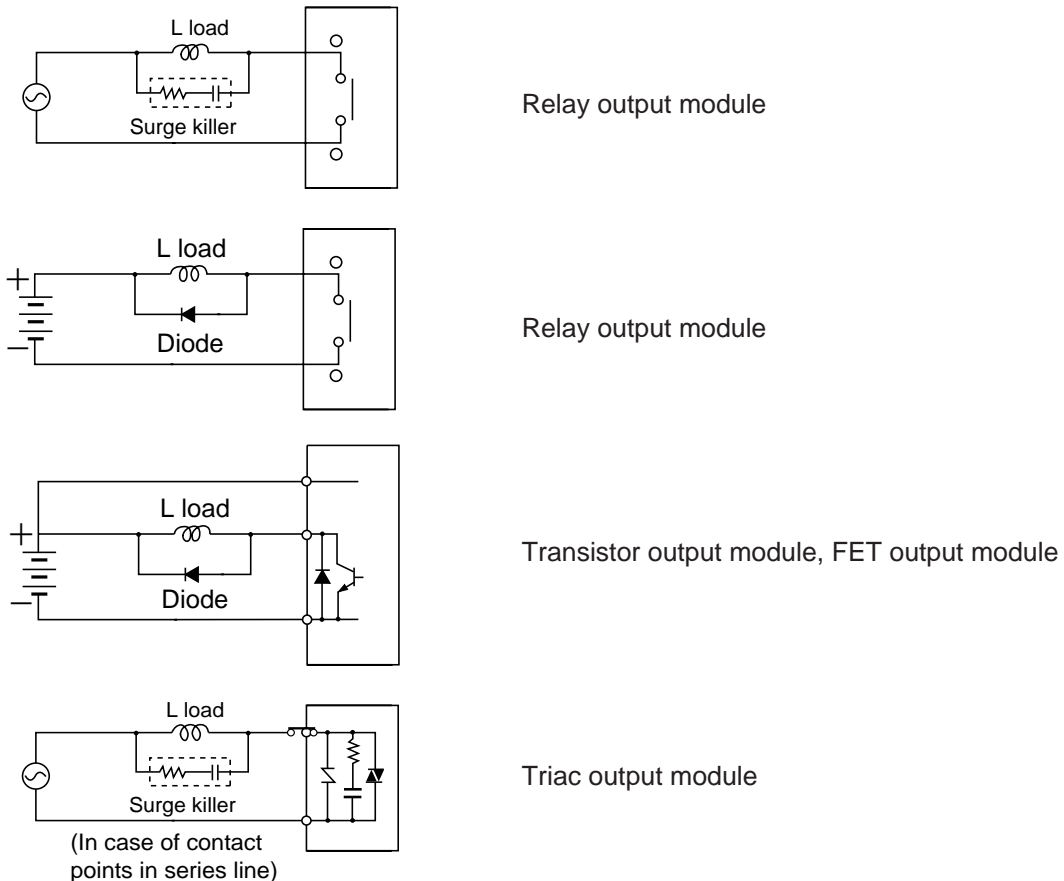 L load
Surge killer
Relay output module
L load
+
−
Diode
Relay output module
L load
+
−
Diode
Transistor output module, FET output module
L load
Surge killer
(In case of contact
points in series line)
Triac output module